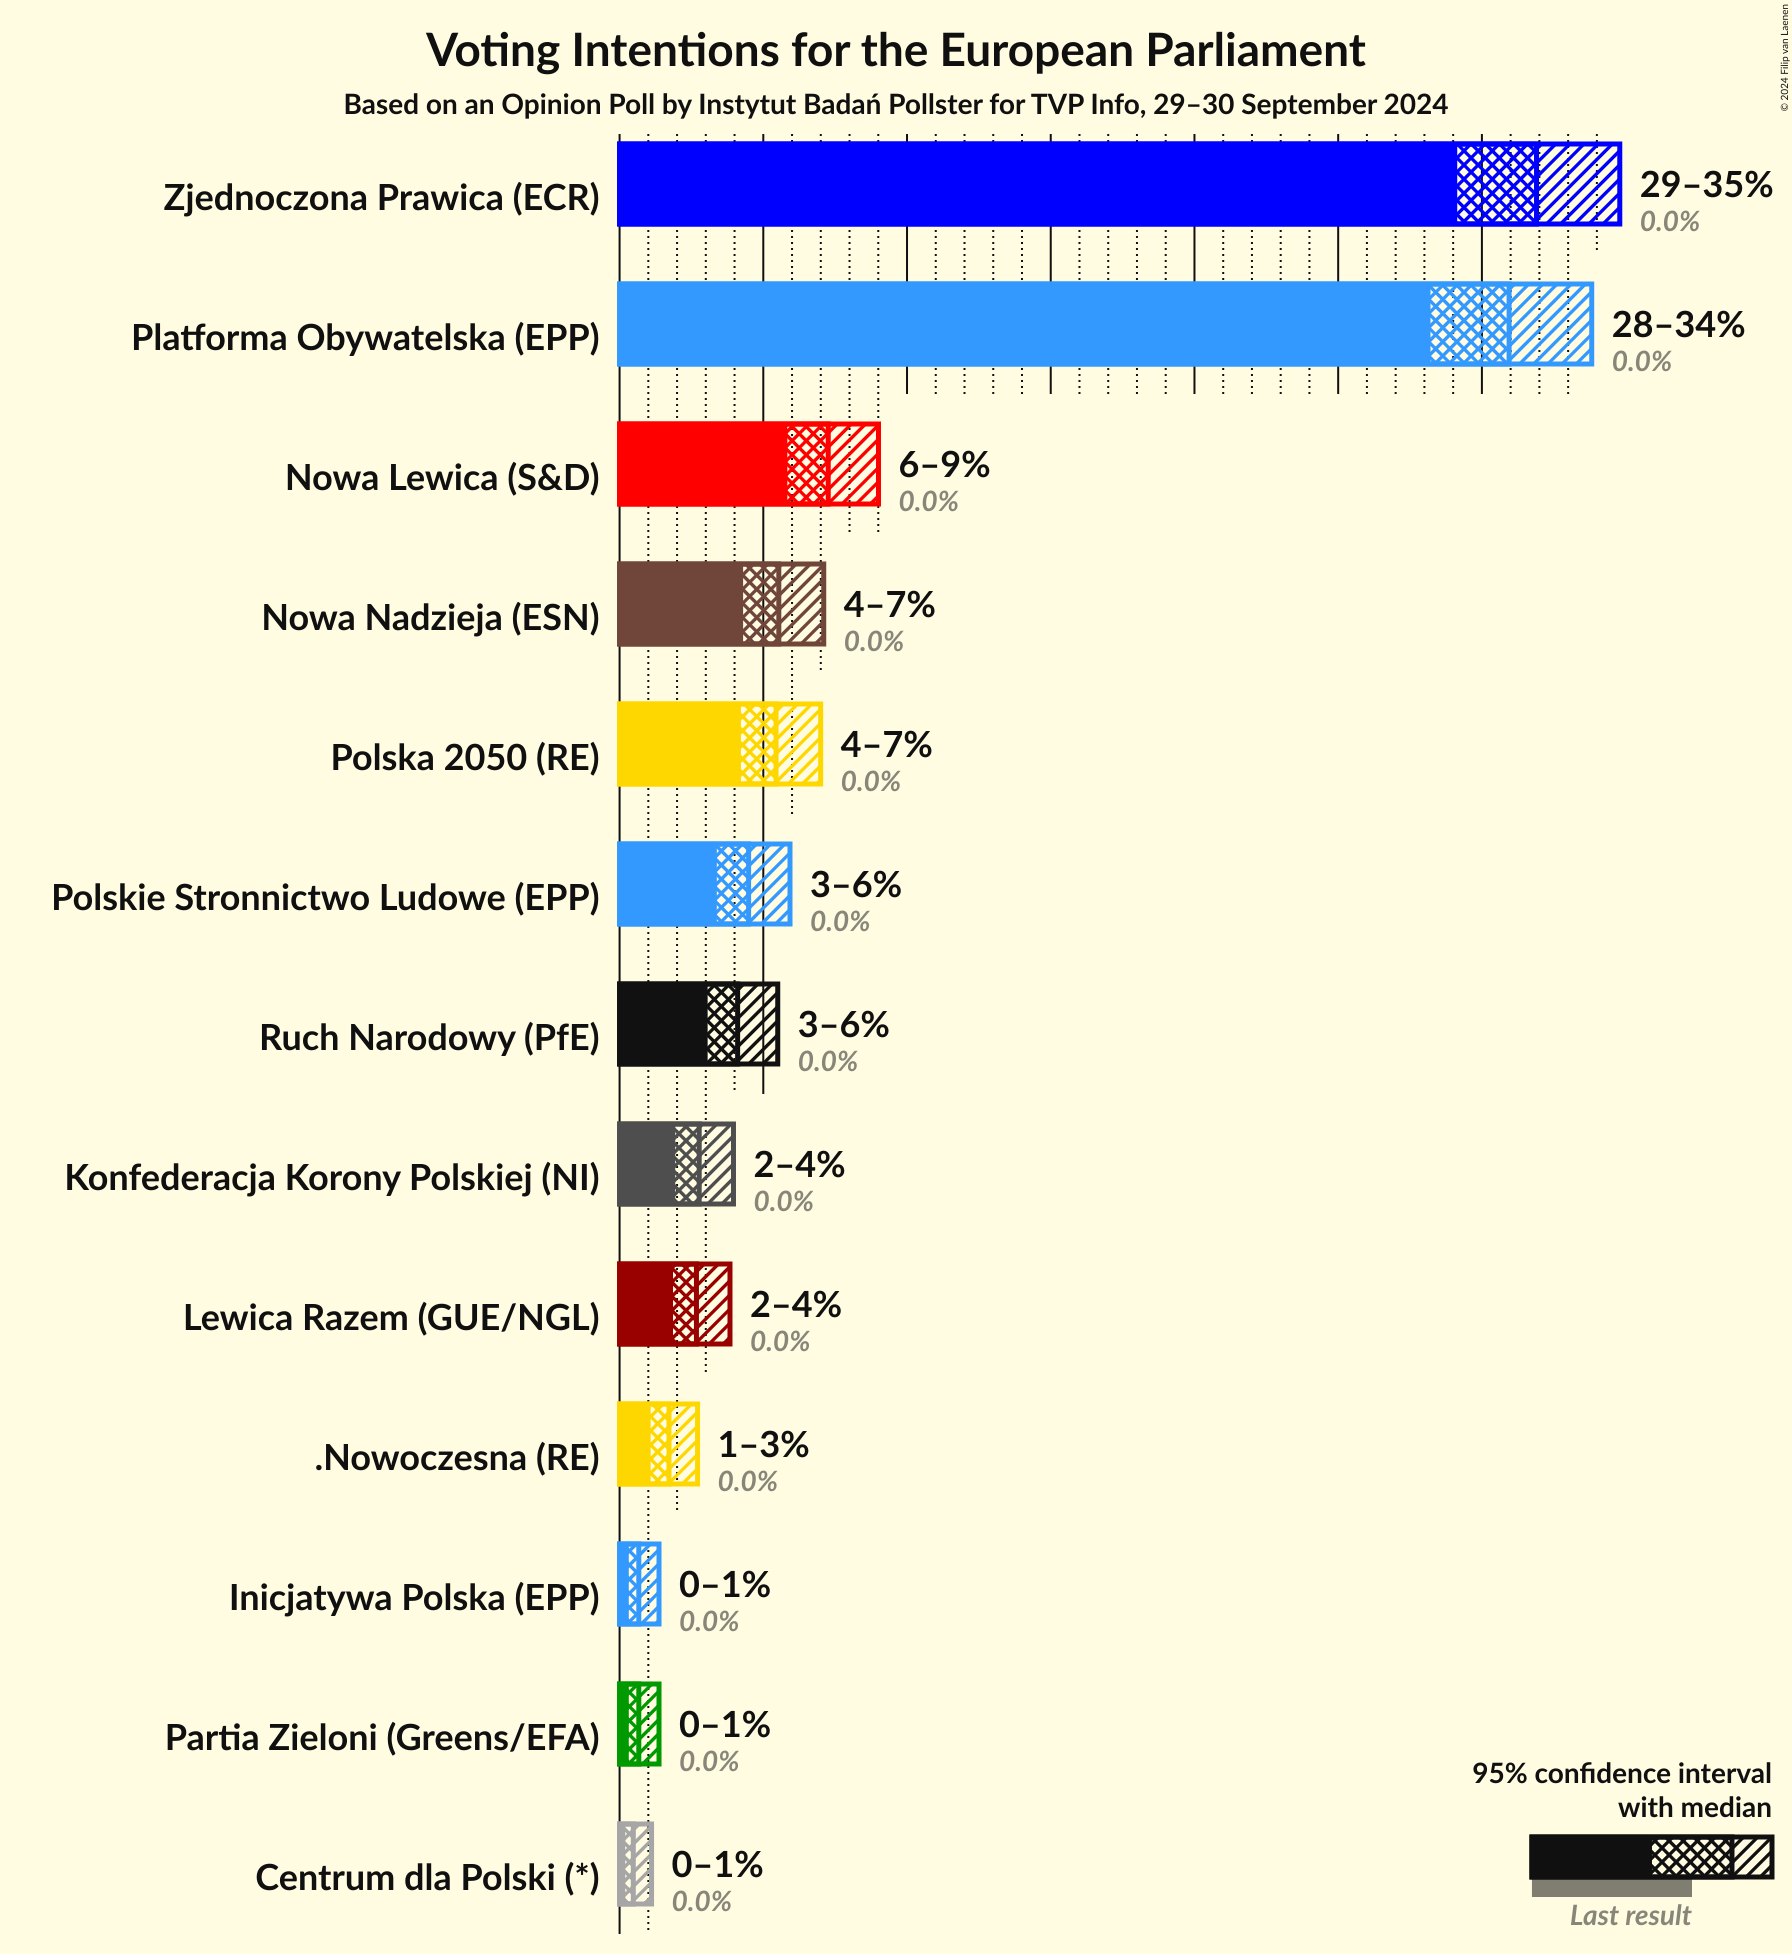 Voting Intentions for the European Parliament
Based on an Opinion Poll by Instytut Badań Pollster for TVP Info, 29–30 September 2024
© 2024 Filip van Laenen
Zjednoczona Prawica (ECR)
29–35%
0.0%
Platforma Obywatelska (EPP)
28–34%
0.0%
Nowa Lewica (S&D)
6–9%
0.0%
Nowa Nadzieja (ESN)
4–7%
0.0%
Polska 2050 (RE)
4–7%
0.0%
Polskie Stronnictwo Ludowe (EPP)
3–6%
0.0%
Ruch Narodowy (PfE)
3–6%
0.0%
Konfederacja Korony Polskiej (NI)
2–4%
0.0%
Lewica Razem (GUE/NGL)
2–4%
0.0%
.Nowoczesna (RE)
1–3%
0.0%
Inicjatywa Polska (EPP)
0–1%
0.0%
Partia Zieloni (Greens/EFA)
0–1%
0.0%
Centrum dla Polski (*)
0–1%
0.0%
95% confidence interval
with median
Last result